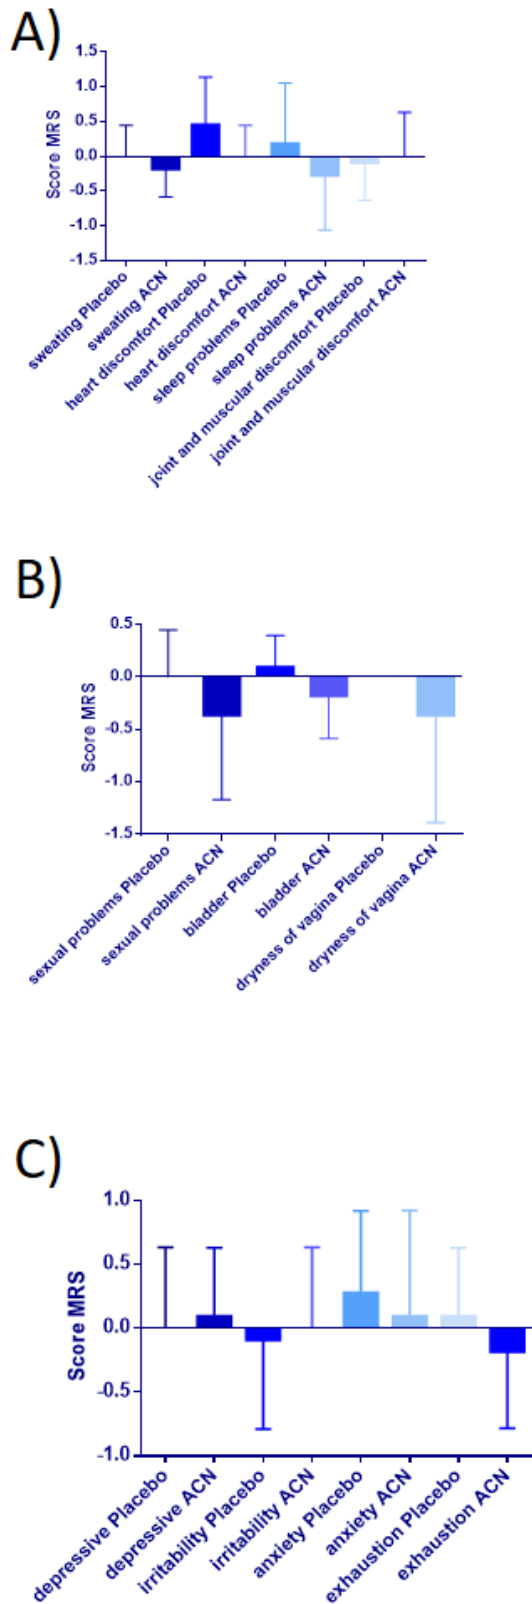 A)
1.5
1.0
0.5
0.0
-0.5
-1.0
-1.5
Score MRS
sweating Placebo
sweating ACN
heart discomfort Placebo
heart discomfort ACN
sleep problems Placebo
sleep problems ACN
joint and muscular discomfort Placebo
joint and muscular discomfort ACN
B)
0.5
0.0
-0.5
-1.0
-1.5
Score MRS
sexual problems Placebo
sexual problems ACN
bladder Placebo
bladder ACN
dryness of vagina Placebo
dryness of vagina ACN
C)
1.0
0.5
0.0
-0.5
-1.0
Score MRS
depressive Placebo
depressive ACN
irritability Placebo
irritability ACN
anxiety Placebo
anxiety ACN
exhaustion Placebo
exhaustion ACN